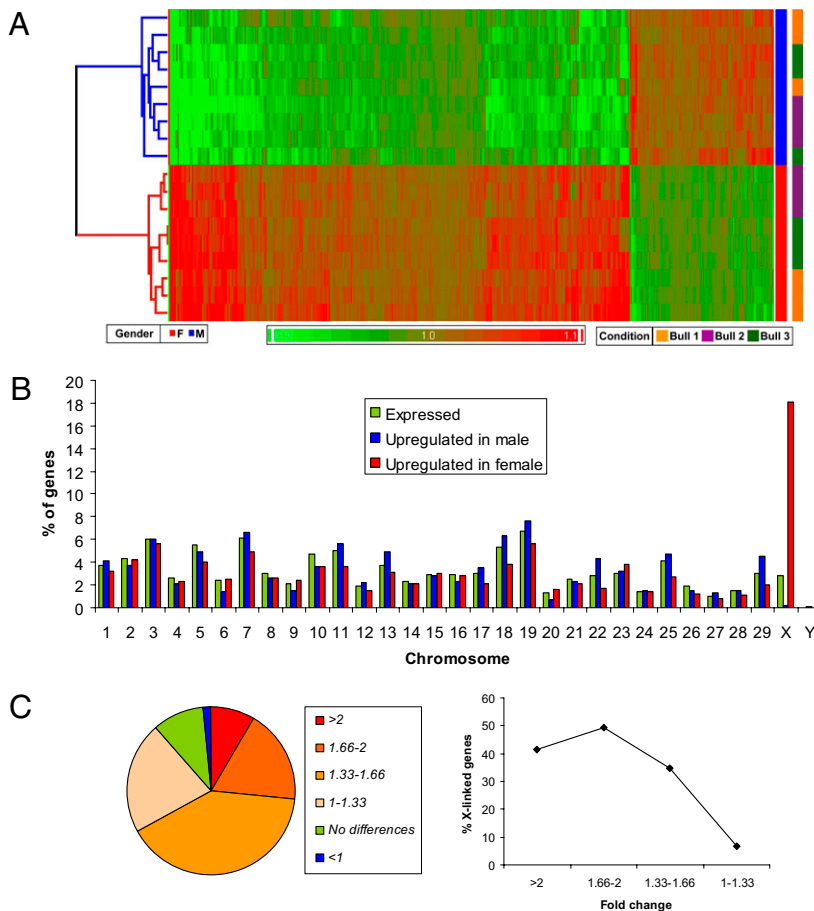 A
Gender F M
1.0 1.1
Condition Bull 1 Bull 2 Bull 3
B
20
18
16
14
12
10
8
6
4
2
0
% of genes
Expressed
Upregulated in male
Upregulated in female
1 2 3 4 5 6 7 8 9 10 11 12 13 14 15 16 17 18 19 20 21 22 23 24 25 26 27 28 29 X Y
Chromosome
C
>2
1.66-2
1.33-1.66
1-1.33
No differences
<1
60
50
40
30
20
10
0
% X-linked genes
>2 1.66-2 1.33-1.66 1-1.33
Fold change